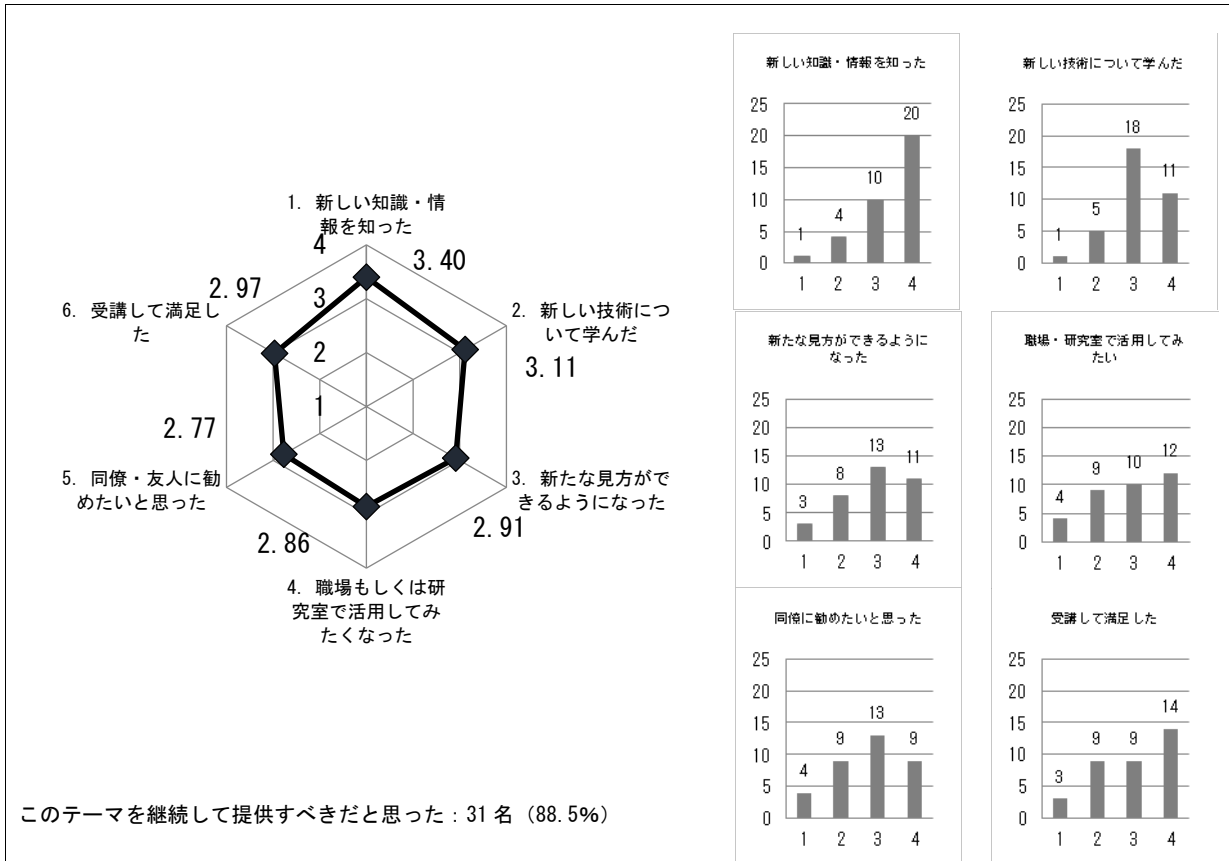 1. 新しい知識・情
報を知った
4
3.40
2.97
3
6. 受講して満足し
た
2. 新しい技術につ
いて学んだ
2
3.11
1
2.77
5. 同僚・友人に勧
めたいと思った
3. 新たな見方がで
きるようになった
2.91
2.86
4. 職場もしくは研
究室で活用してみ
たくなった
このテーマを継続して提供すべきだと思った：31 名（88.5%）
新しい知識・情報を知った
25
20
15
10
5
0
1
4
10
20
1 2 3 4
新しい技術について学んだ
25
20
15
10
5
0
1
5
18
11
1 2 3 4
新たな見方ができるように
なった
25
20
15
10
5
0
3
8
13
11
1 2 3 4
職場・研究室で活用してみ
たい
25
20
15
10
5
0
4
9
10
12
1 2 3 4
同僚に勧めたいと思った
25
20
15
10
5
0
4
9
13
9
1 2 3 4
受講して満足した
25
20
15
10
5
0
3
9
9
14
1 2 3 4